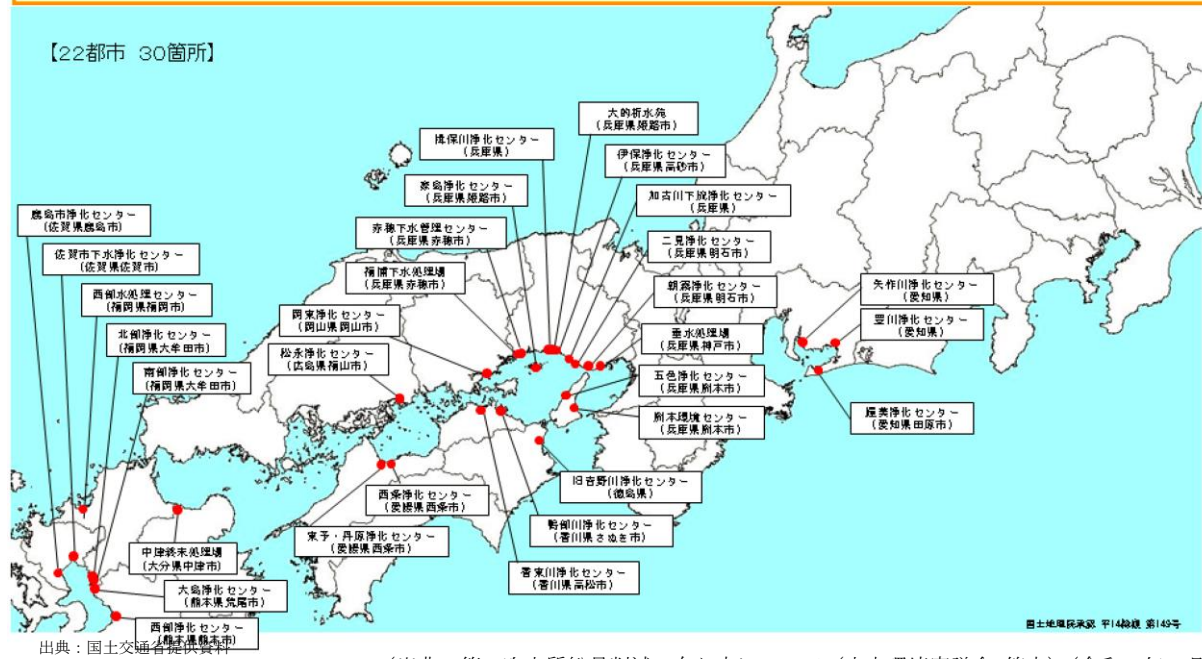 【22都市 30箇所】
大的析水苑
（兵庫県姫路市）
揖保川浄化センター
（兵庫県）
伊保浄化センター
（兵庫県高砂市）
家島浄化センター
（兵庫県姫路市）
加古川下流浄化センター
（兵庫県）
鹿島市浄化センター
（佐賀県鹿島市）
赤穂下水管理センター
（兵庫県赤穂市）
二見浄化センター
（兵庫県明石市）
佐賀市下水浄化センター
（佐賀県佐賀市）
福浦下水処理場
（兵庫県赤穂市）
朝霧浄化センター
（兵庫県明石市）
矢作川浄化センター
（愛知県）
西部水処理センター
（福岡県福岡市）
岡東浄化センター
（岡山県岡山市）
垂水処理場
（兵庫県神戸市）
豊川浄化センター
（愛知県）
北部浄化センター
（福岡県大牟田市）
松永浄化センター
（広島県福山市）
五色浄化センター
（兵庫県洲本市）
南部浄化センター
（福岡県大牟田市）
洲本環境センター
（兵庫県洲本市）
渥美浄化センター
（愛知県田原市）
旧吉野川浄化センター
（徳島県）
西条浄化センター
（愛媛県西条市）
鴨部川浄化センター
（香川県さぬき市）
東予・丹原浄化センター
（愛媛県西条市）
中津終末処理場
（大分県中津市）
香東川浄化センター
（香川県高松市）
大島浄化センター
（熊本県荒尾市）
西部浄化センター
（熊本県熊本市）
国土地理院承認 平14総複 第149号
出典：国土交通省提供資料